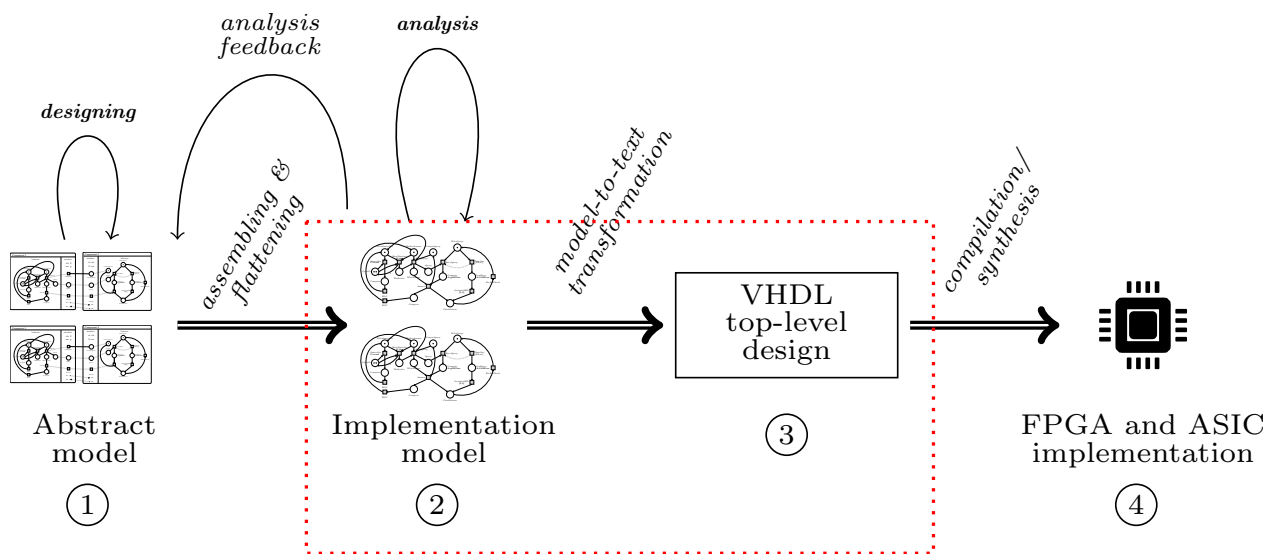 analysis
feedback
analysis
designing
assembling &
flattening
model-to-text
transformation
compilation/
synthesis
VHDL
top-level
design
Abstract
model
1
Implementation
model
2
3
FPGA and ASIC
implementation
4